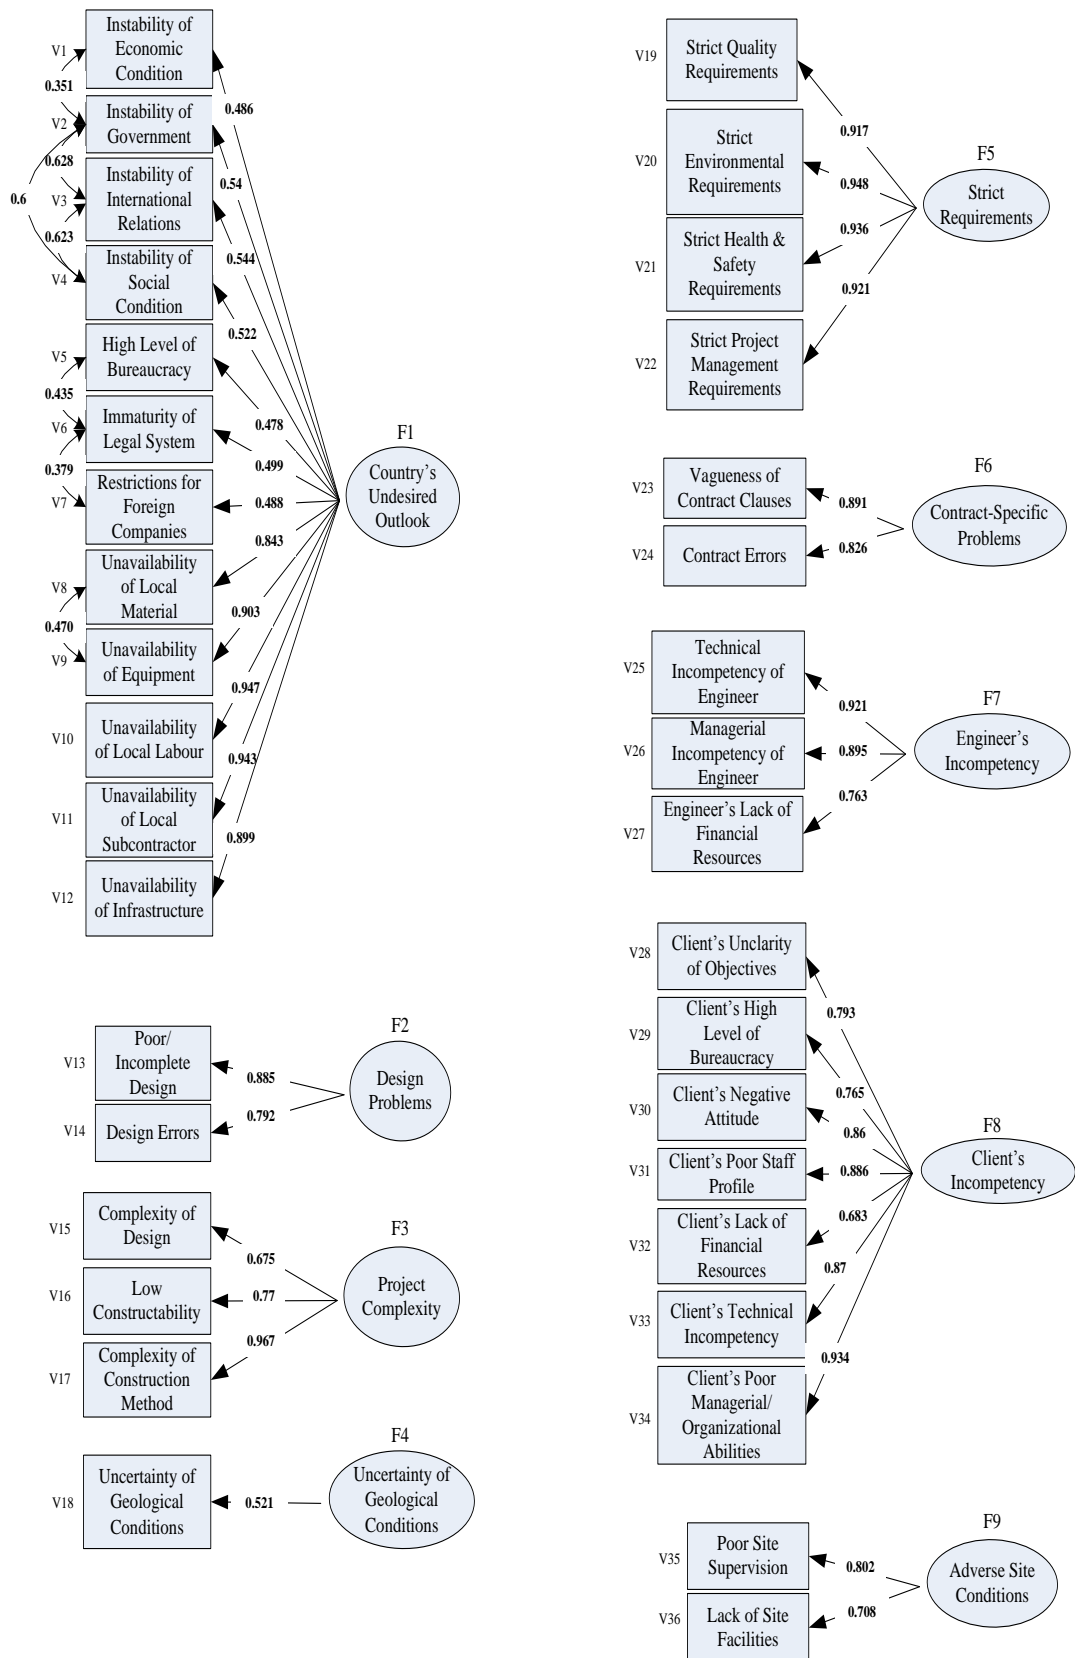 V1
Instability of
Economic
Condition
0.351
V2
Instability of
Government
0.628
V3
Instability of
International
Relations
0.6
0.623
V4
Instability of
Social
Condition
V5
High Level of
Bureaucracy
0.435
V6
Immaturity of
Legal System
0.379
V7
Restrictions for
Foreign
Companies
V8
Unavailability
of Local
Material
0.470
V9
Unavailability
of Equipment
V10
Unavailability
of Local Labour
V11
Unavailability
of Local
Subcontractor
V12
Unavailability
of Infrastructure
0.486
0.54
0.544
0.522
0.478
0.499
0.488
0.843
0.903
0.947
0.943
0.899
F1
Country's
Undesired
Outlook
V13
Poor/
Incomplete
Design
V14
Design Errors
0.885
0.792
F2
Design
Problems
V15
Complexity of
Design
V16
Low
Constructability
V17
Complexity of
Construction
Method
0.675
0.77
0.967
F3
Project
Complexity
V18
Uncertainty of
Geological
Conditions
0.521
F4
Uncertainty of
Geological
Conditions
V19
Strict Quality
Requirements
V20
Strict
Environmental
Requirements
V21
Strict Health &
Safety
Requirements
V22
Strict Project
Management
Requirements
0.917
0.948
0.936
0.921
F5
Strict
Requirements
V23
Vagueness of
Contract Clauses
V24
Contract Errors
0.891
0.826
F6
Contract-Specific
Problems
V25
Technical
Incompetency of
Engineer
V26
Managerial
Incompetency of
Engineer
V27
Engineer's Lack of
Financial
Resources
0.921
0.895
0.763
F7
Engineer's
Incompetency
V28
Client's Unclarity
of Objectives
V29
Client's High
Level of
Bureaucracy
V30
Client's Negative
Attitude
V31
Client's Poor Staff
Profile
V32
Client's Lack of
Financial
Resources
V33
Client's Technical
Incompetency
V34
Client's Poor
Managerial/
Organizational
Abilities
0.793
0.765
0.86
0.886
0.683
0.87
0.934
F8
Client's
Incompetency
V35
Poor Site
Supervision
V36
Lack of Site
Facilities
0.802
0.708
F9
Adverse Site
Conditions